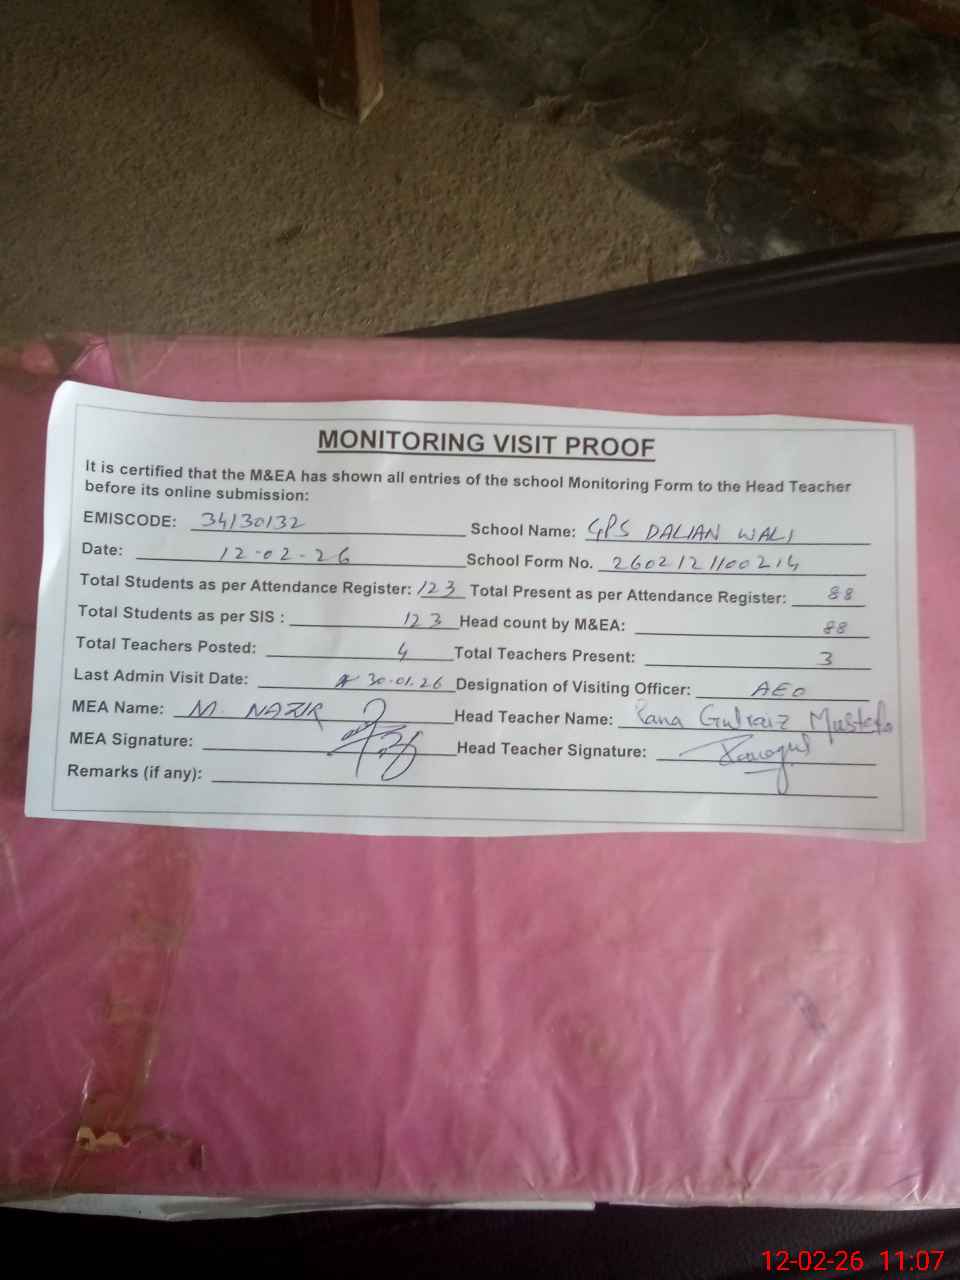 MONITORING VISIT PROOF
It is certified that the M&EA has shown all entries of the school Monitoring Form to the Head Teacher
before its online submission:
EMISCODE: 34130132 School Name: GPS DALIAN WALI
Date: 12-02-26 School Form No. 2602121100214
Total Students as per Attendance Register: 123 Total Present as per Attendance Register: 88
Total Students as per SIS : 123 Head count by M&EA: 88
Total Teachers Posted: 4 Total Teachers Present: 3
Last Admin Visit Date: 30-01.26 Designation of Visiting Officer: AEO
MEA Name: M. NAZIR Head Teacher Name: Rana Gulraiz Mustafa
MEA Signature: Head Teacher Signature:
Remarks (if any):
12-02-26 11:07